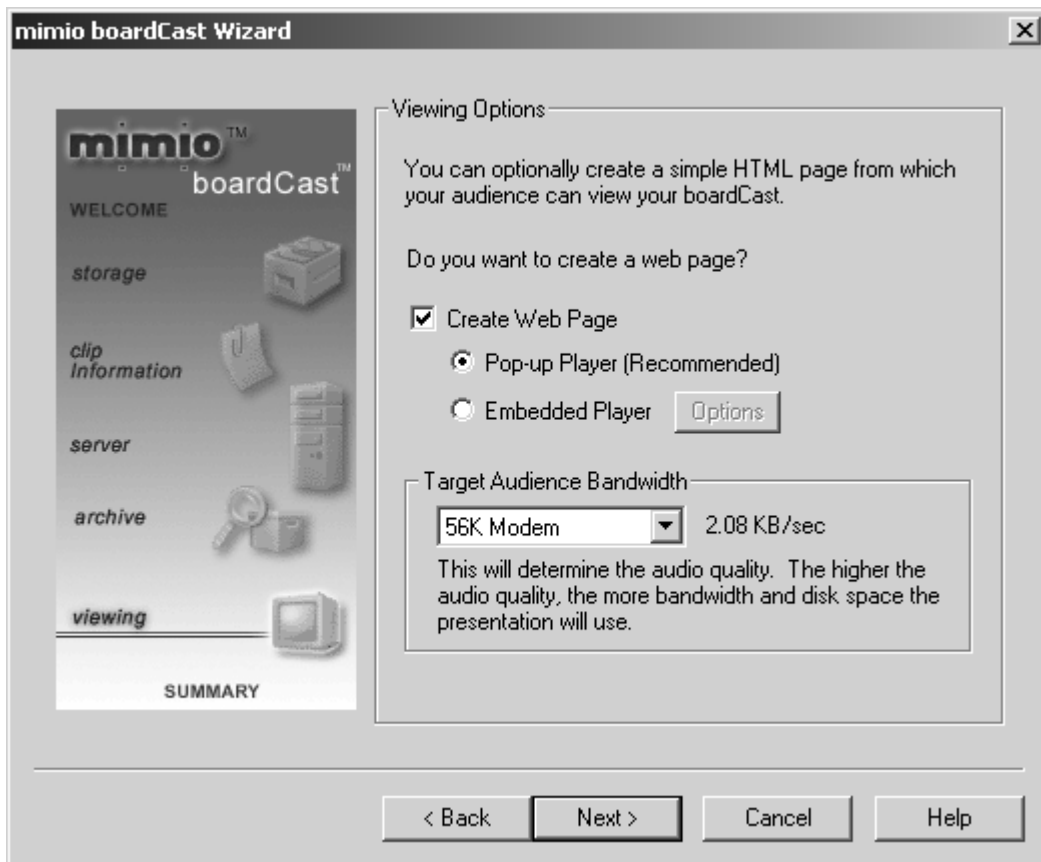 mimio boardCast Wizard
mimio™
boardCast™
WELCOME
storage
clip
Information
server
archive
viewing
SUMMARY
Viewing Options
You can optionally create a simple HTML page from which
your audience can view your boardCast.
Do you want to create a web page?
Create Web Page
Pop-up Player (Recommended)
Embedded Player
Options
Target Audience Bandwidth
56K Modem
2.08 KB/sec
This will determine the audio quality.  The higher the
audio quality, the more bandwidth and disk space the
presentation will use.
< Back
Next >
Cancel
Help